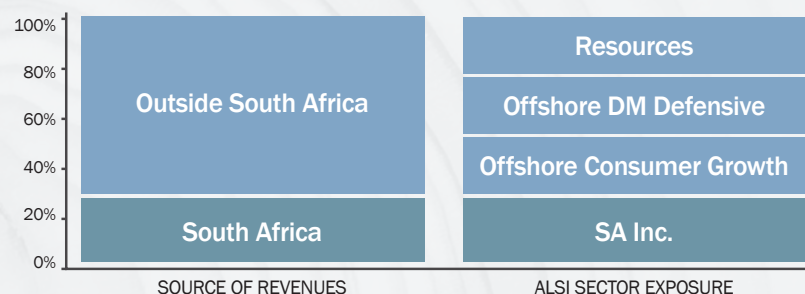 100%
80%
60%
40%
20%
0%
Outside South Africa
South Africa
Resources
Offshore DM Defensive
Offshore Consumer Growth
SA Inc.
SOURCE OF REVENUES
ALSI SECTOR EXPOSURE